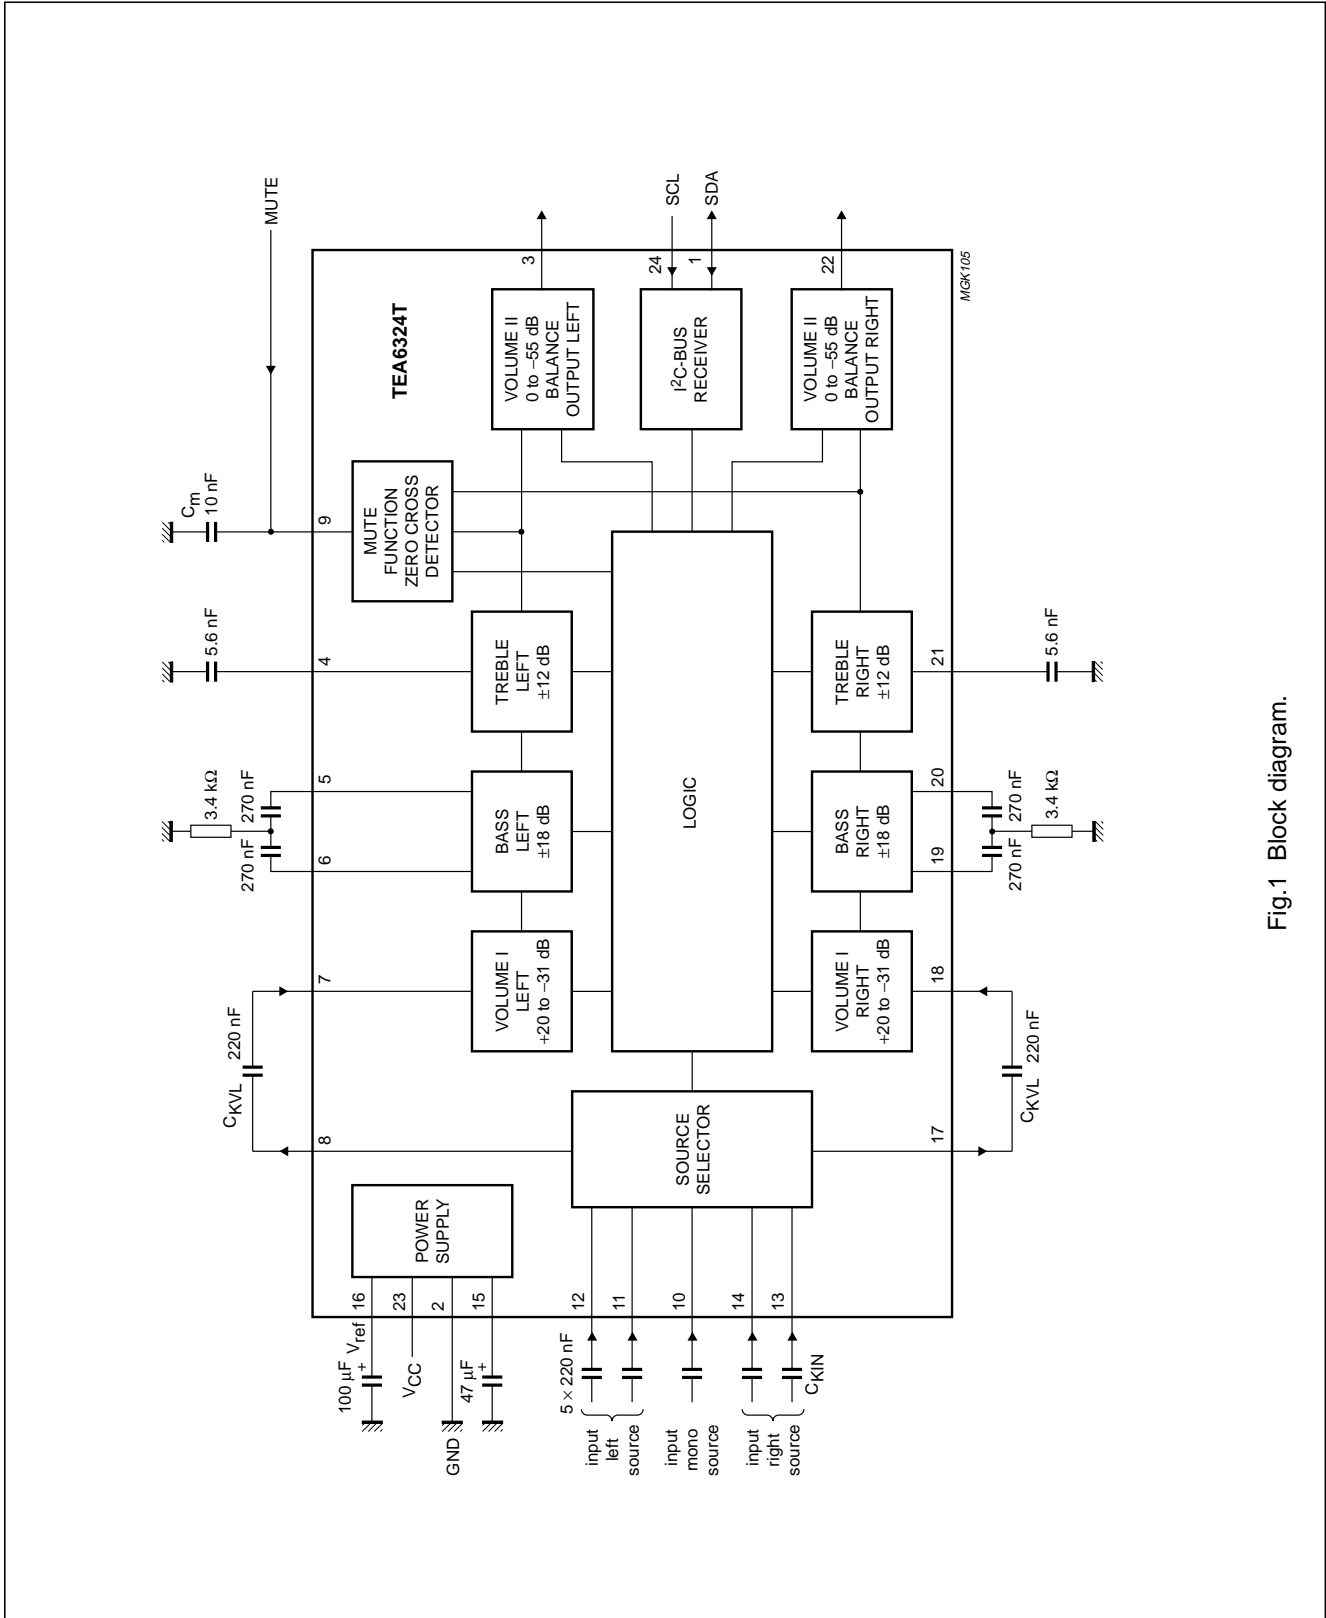 MUTE
C_m
10 nF
5.6 nF
3.4 kΩ
270 nF
270 nF
C_KVL
220 nF
9
4
5
6
7
8
TEA6324T
MUTE
FUNCTION
ZERO CROSS
DETECTOR
POWER
SUPPLY
16
23
2
15
V_ref
100 µF
+
V_CC
GND
47 µF
+
VOLUME I
LEFT
+20 to −31 dB
BASS
LEFT
±18 dB
TREBLE
LEFT
±12 dB
VOLUME II
0 to −55 dB
BALANCE
OUTPUT LEFT
3
SOURCE
SELECTOR
LOGIC
I²C-BUS
RECEIVER
24
SCL
1
SDA
12
11
10
14
13
5 × 220 nF
input
left
source
input
mono
source
input
right
source
C_KIN
VOLUME I
RIGHT
+20 to −31 dB
BASS
RIGHT
±18 dB
TREBLE
RIGHT
±12 dB
VOLUME II
0 to −55 dB
BALANCE
OUTPUT RIGHT
22
17
18
19
20
21
MGK105
C_KVL
220 nF
270 nF
270 nF
3.4 kΩ
5.6 nF
Fig.1 Block diagram.